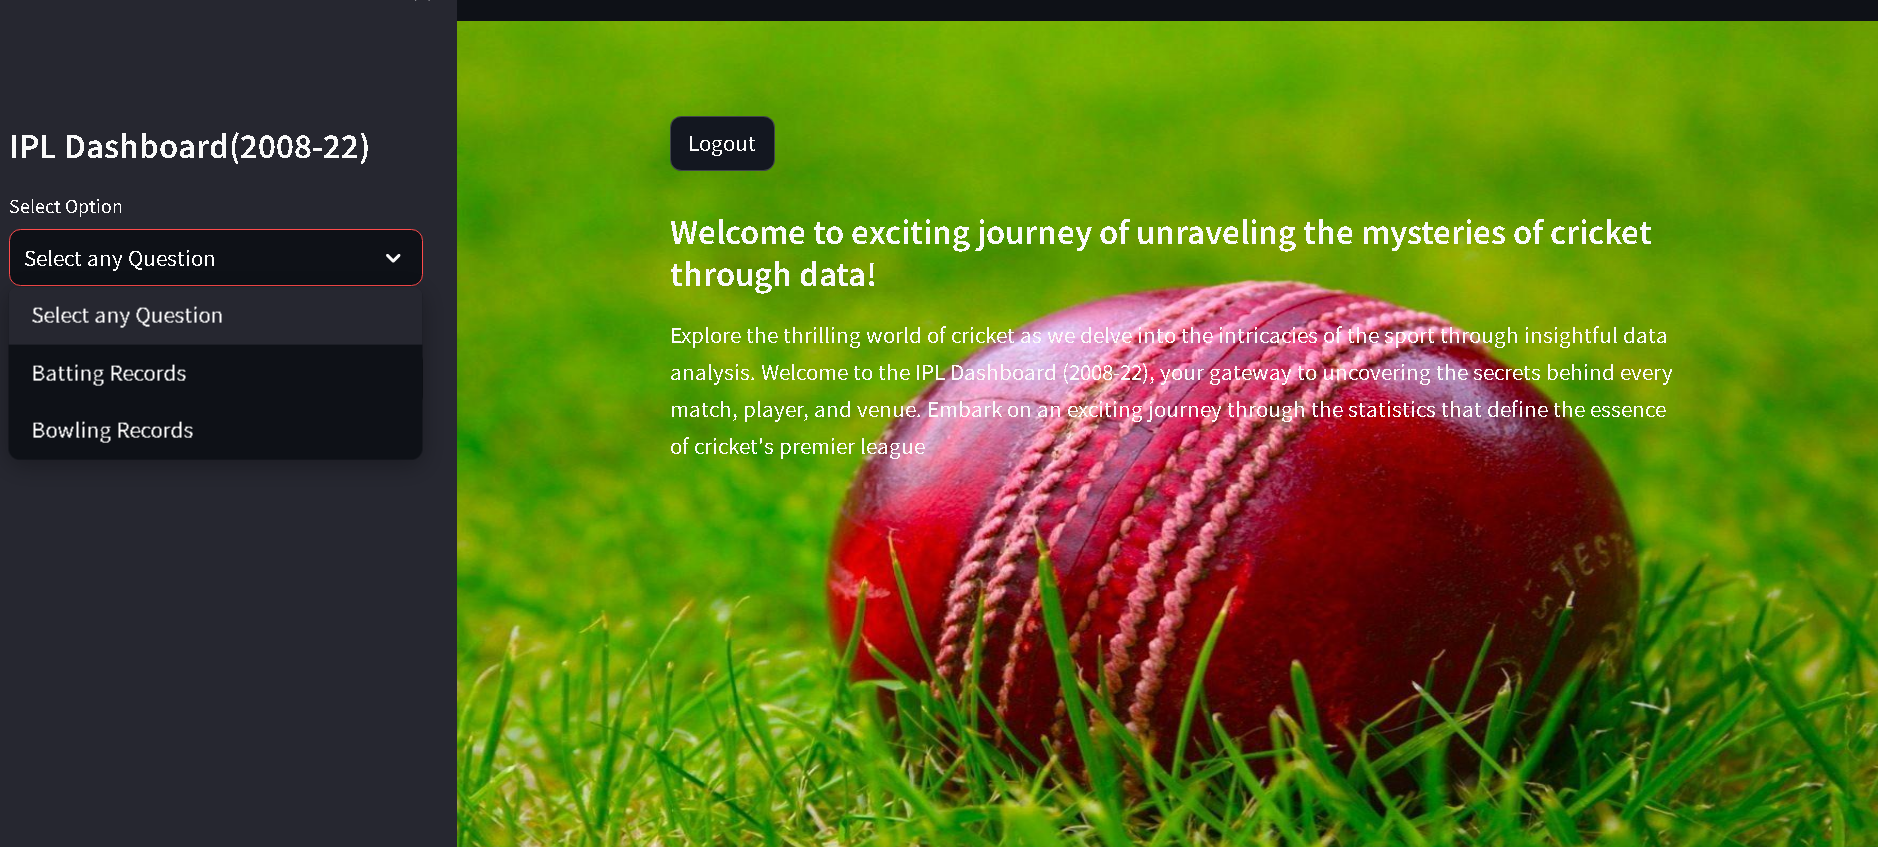 IPL Dashboard(2008-22)
Select Option
Select any Question
Select any Question
Batting Records
Bowling Records
Logout
Welcome to exciting journey of unraveling the mysteries of cricket
through data!
Explore the thrilling world of cricket as we delve into the intricacies of the sport through insightful data
analysis. Welcome to the IPL Dashboard (2008-22), your gateway to uncovering the secrets behind every
match, player, and venue. Embark on an exciting journey through the statistics that define the essence
of cricket's premier league
TEST